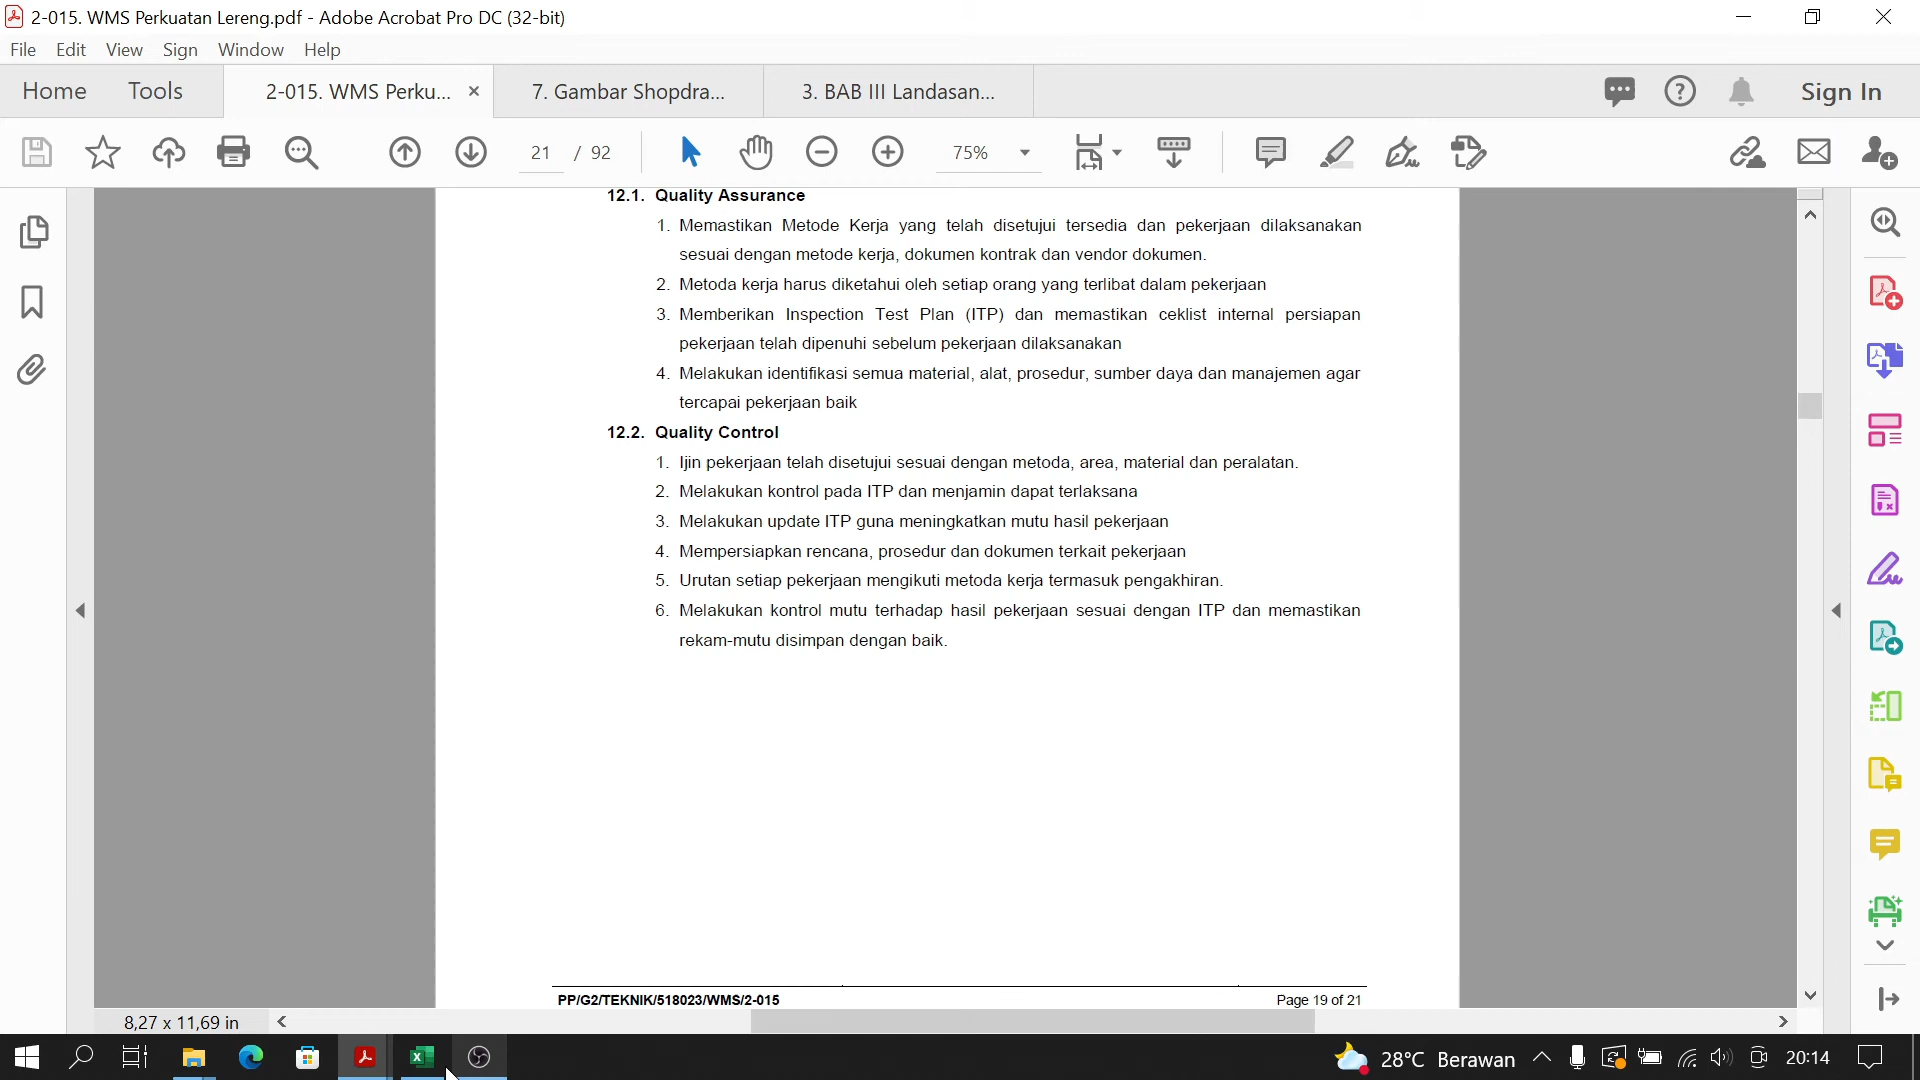 2-015. WMS Perkuatan Lereng.pdf - Adobe Acrobat Pro DC (32-bit)
File Edit View Sign Window Help
Home Tools 2-015. WMS Perku... 7. Gambar Shopdra... 3. BAB III Landasan... Sign In
21 / 92 75%
12.1. Quality Assurance
1. Memastikan Metode Kerja yang telah disetujui tersedia dan pekerjaan dilaksanakan
sesuai dengan metode kerja, dokumen kontrak dan vendor dokumen.
2. Metoda kerja harus diketahui oleh setiap orang yang terlibat dalam pekerjaan
3. Memberikan Inspection Test Plan (ITP) dan memastikan ceklist internal persiapan
pekerjaan telah dipenuhi sebelum pekerjaan dilaksanakan
4. Melakukan identifikasi semua material, alat, prosedur, sumber daya dan manajemen agar
tercapai pekerjaan baik
12.2. Quality Control
1. Ijin pekerjaan telah disetujui sesuai dengan metoda, area, material dan peralatan.
2. Melakukan kontrol pada ITP dan menjamin dapat terlaksana
3. Melakukan update ITP guna meningkatkan mutu hasil pekerjaan
4. Mempersiapkan rencana, prosedur dan dokumen terkait pekerjaan
5. Urutan setiap pekerjaan mengikuti metoda kerja termasuk pengakhiran.
6. Melakukan kontrol mutu terhadap hasil pekerjaan sesuai dengan ITP dan memastikan
rekam-mutu disimpan dengan baik.
PP/G2/TEKNIK/518023/WMS/2-015 Page 19 of 21
8,27 x 11,69 in
28°C Berawan 20:14